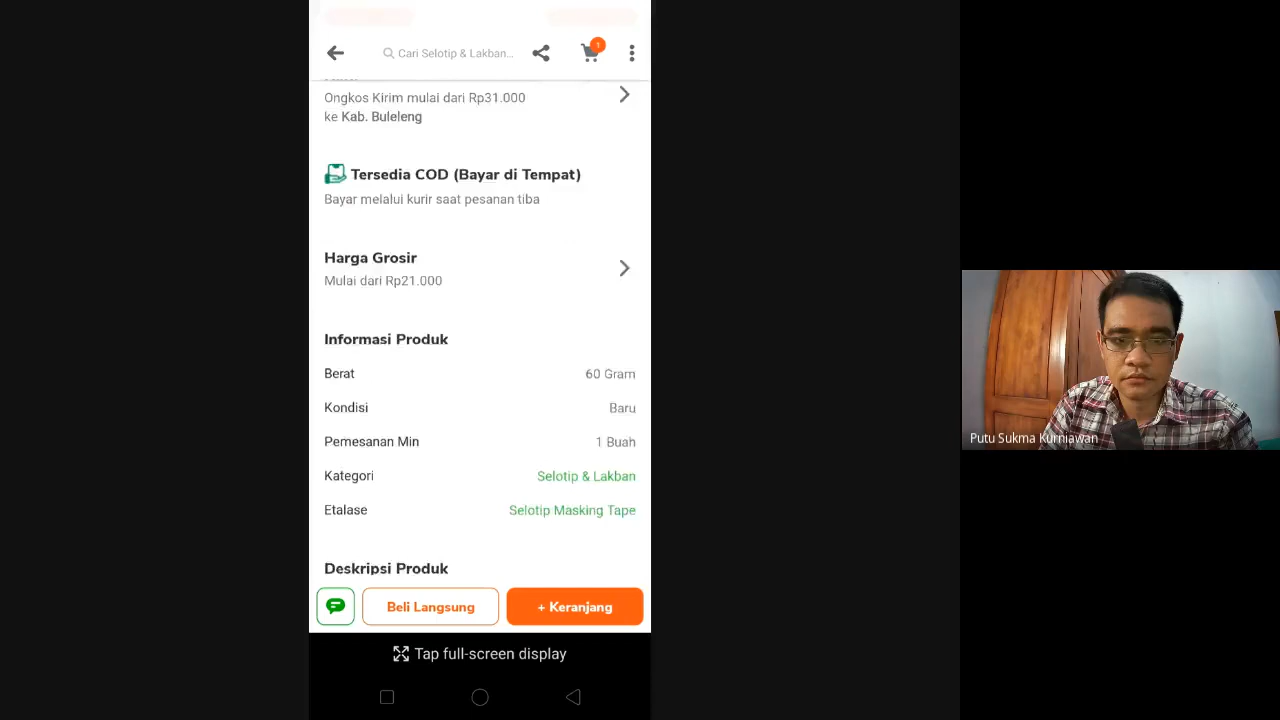 Cari Selotip & Lakban...
1
Ongkos Kirim mulai dari Rp31.000
ke Kab. Buleleng
Tersedia COD (Bayar di Tempat)
Bayar melalui kurir saat pesanan tiba
Harga Grosir
Mulai dari Rp21.000
Informasi Produk
Berat 60 Gram
Kondisi Baru
Pemesanan Min 1 Buah
Kategori Selotip & Lakban
Etalase Selotip Masking Tape
Deskripsi Produk
Beli Langsung
+ Keranjang
Tap full-screen display
Putu Sukma Kurniawan